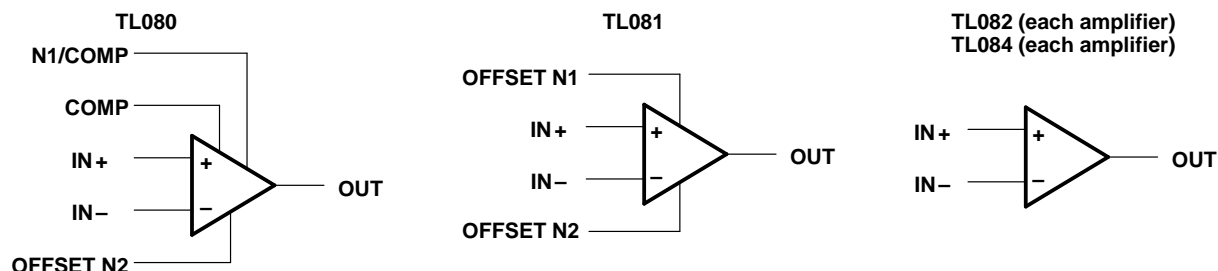 TL080
N1/COMP
COMP
IN+
+
IN−
−
OUT
OFFSET N2
TL081
OFFSET N1
IN+
+
IN−
−
OUT
OFFSET N2
TL082 (each amplifier)
TL084 (each amplifier)
IN+
+
IN−
−
OUT